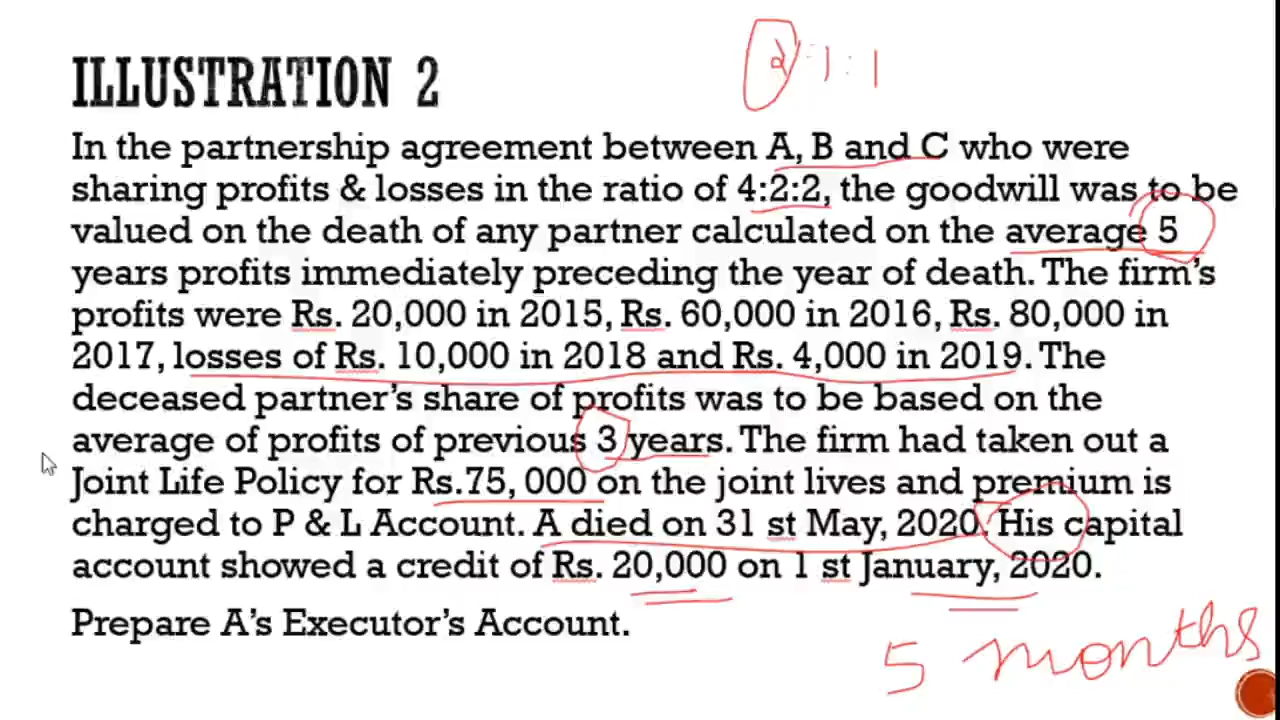 2:1:1
ILLUSTRATION 2
In the partnership agreement between A, B and C who were
sharing profits & losses in the ratio of 4:2:2, the goodwill was to be
valued on the death of any partner calculated on the average 5
years profits immediately preceding the year of death. The firm's
profits were Rs. 20,000 in 2015, Rs. 60,000 in 2016, Rs. 80,000 in
2017, losses of Rs. 10,000 in 2018 and Rs. 4,000 in 2019. The
deceased partner's share of profits was to be based on the
average of profits of previous 3 years. The firm had taken out a
Joint Life Policy for Rs.75, 000 on the joint lives and premium is
charged to P & L Account. A died on 31 st May, 2020. His capital
account showed a credit of Rs. 20,000 on 1 st January, 2020.
Prepare A's Executor's Account.
5 months